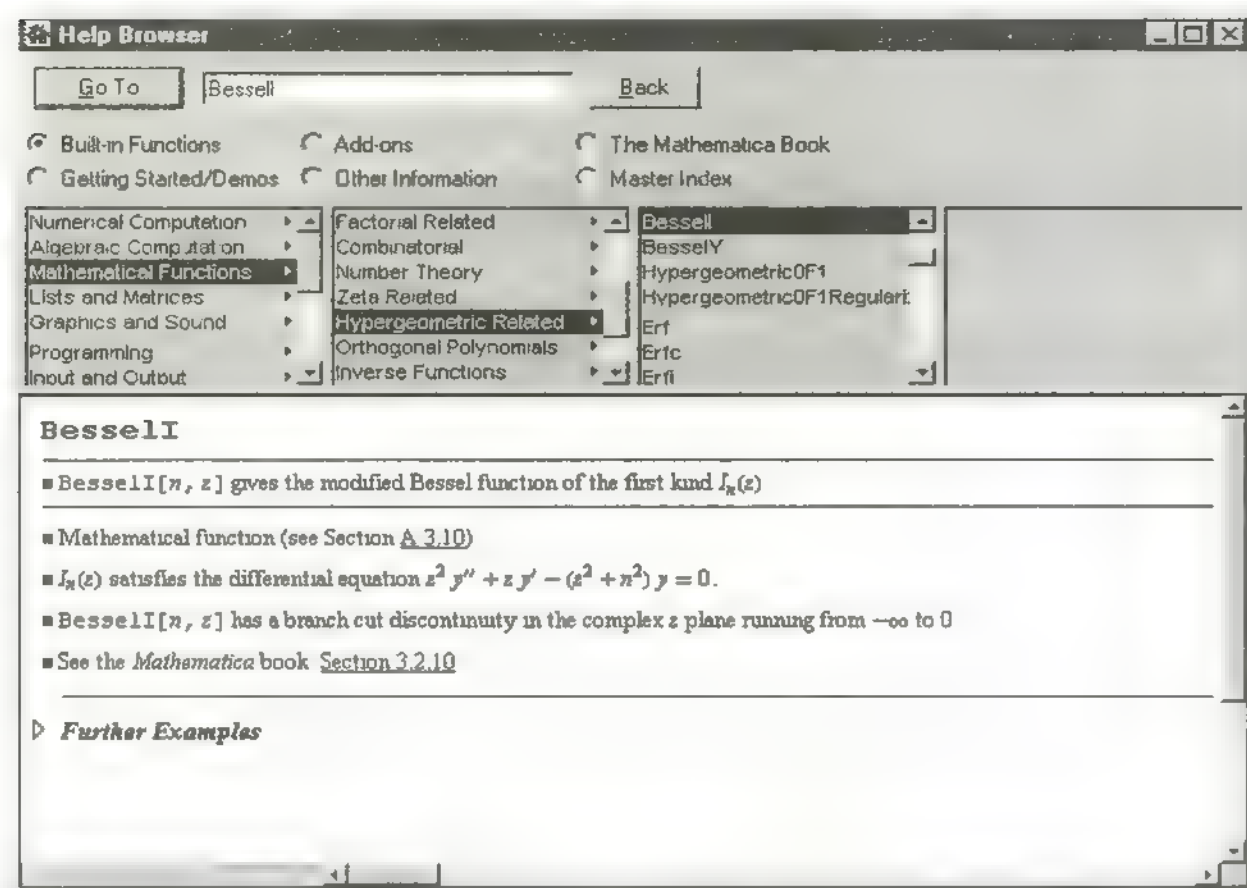 Help Browser
Go To BesselI Back
Built-in Functions Add-ons The Mathematica Book
Getting Started/Demos Other Information Master Index
Numerical Computation
Algebraic Computation
Mathematical Functions
Lists and Matrices
Graphics and Sound
Programming
Input and Output
Factorial Related
Combinatorial
Number Theory
Zeta Related
Hypergeometric Related
Orthogonal Polynomials
Inverse Functions
BesselI
BesselY
Hypergeometric0F1
Hypergeometric0F1Regulari:
Erf
Erfc
Erfi
BesselI
■ BesselI[n, z] gives the modified Bessel function of the first kind Iₙ(z)
■ Mathematical function (see Section A 3.10)
■ Iₙ(z) satisfies the differential equation z² y″ + z y′ − (z² + n²) y = 0.
■ BesselI[n, z] has a branch cut discontinuity in the complex z plane running from −∞ to 0
■ See the Mathematica book Section 3.2.10
▷ Further Examples